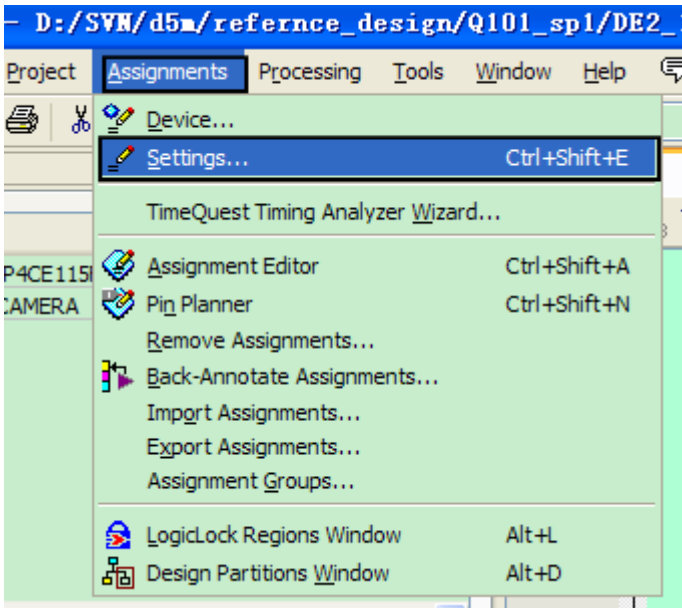 - D:/SVN/d5m/refernce_design/Q101_sp1/DE2_
Project Assignments Processing Tools Window Help
Device...
Settings... Ctrl+Shift+E
TimeQuest Timing Analyzer Wizard...
P4CE115
Assignment Editor Ctrl+Shift+A
CAMERA
Pin Planner Ctrl+Shift+N
Remove Assignments...
Back-Annotate Assignments...
Import Assignments...
Export Assignments...
Assignment Groups...
LogicLock Regions Window Alt+L
Design Partitions Window Alt+D